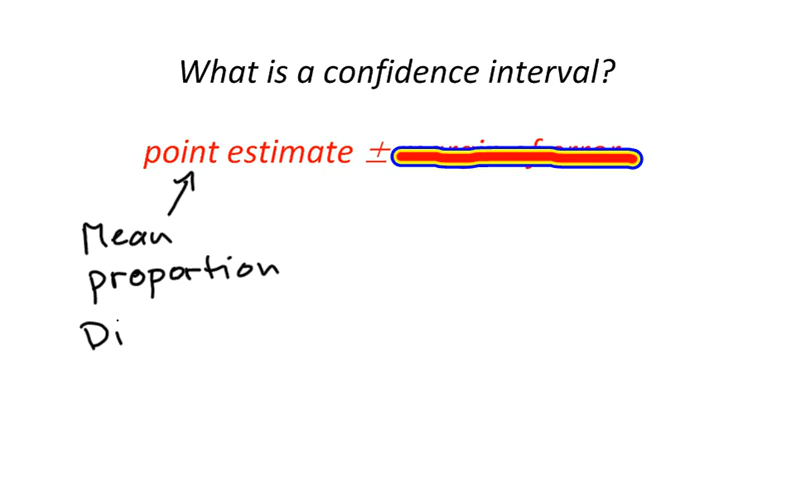 What is a confidence interval?
point estimate ±
Mean
proportion
Di